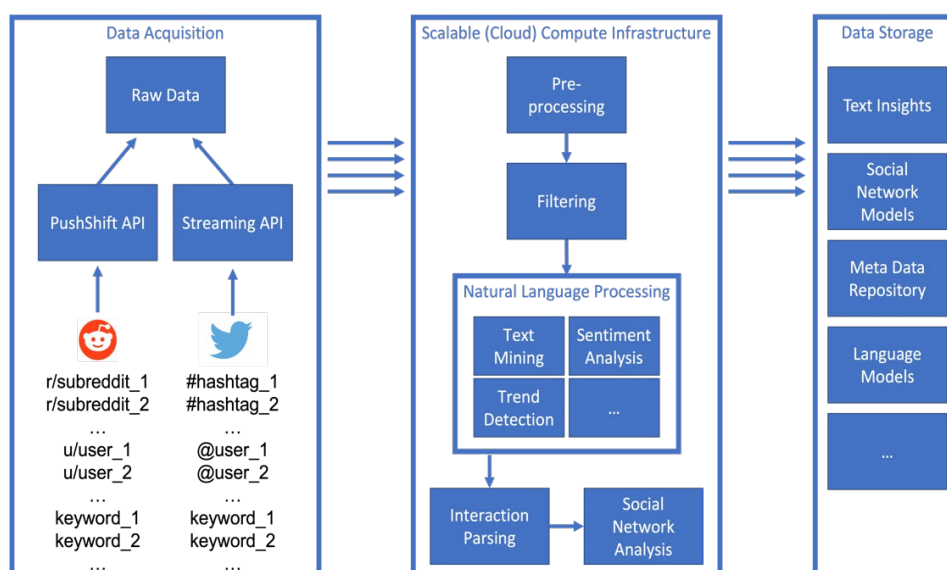 Data Acquisition
Raw Data
PushShift API
Streaming API
r/subreddit_1
r/subreddit_2
...
u/user_1
u/user_2
...
keyword_1
keyword_2
...
#hashtag_1
#hashtag_2
...
@user_1
@user_2
...
keyword_1
keyword_2
...
Scalable (Cloud) Compute Infrastructure
Pre-
processing
Filtering
Natural Language Processing
Text
Mining
Sentiment
Analysis
Trend
Detection
...
Interaction
Parsing
Social
Network
Analysis
Data Storage
Text Insights
Social
Network
Models
Meta Data
Repository
Language
Models
...